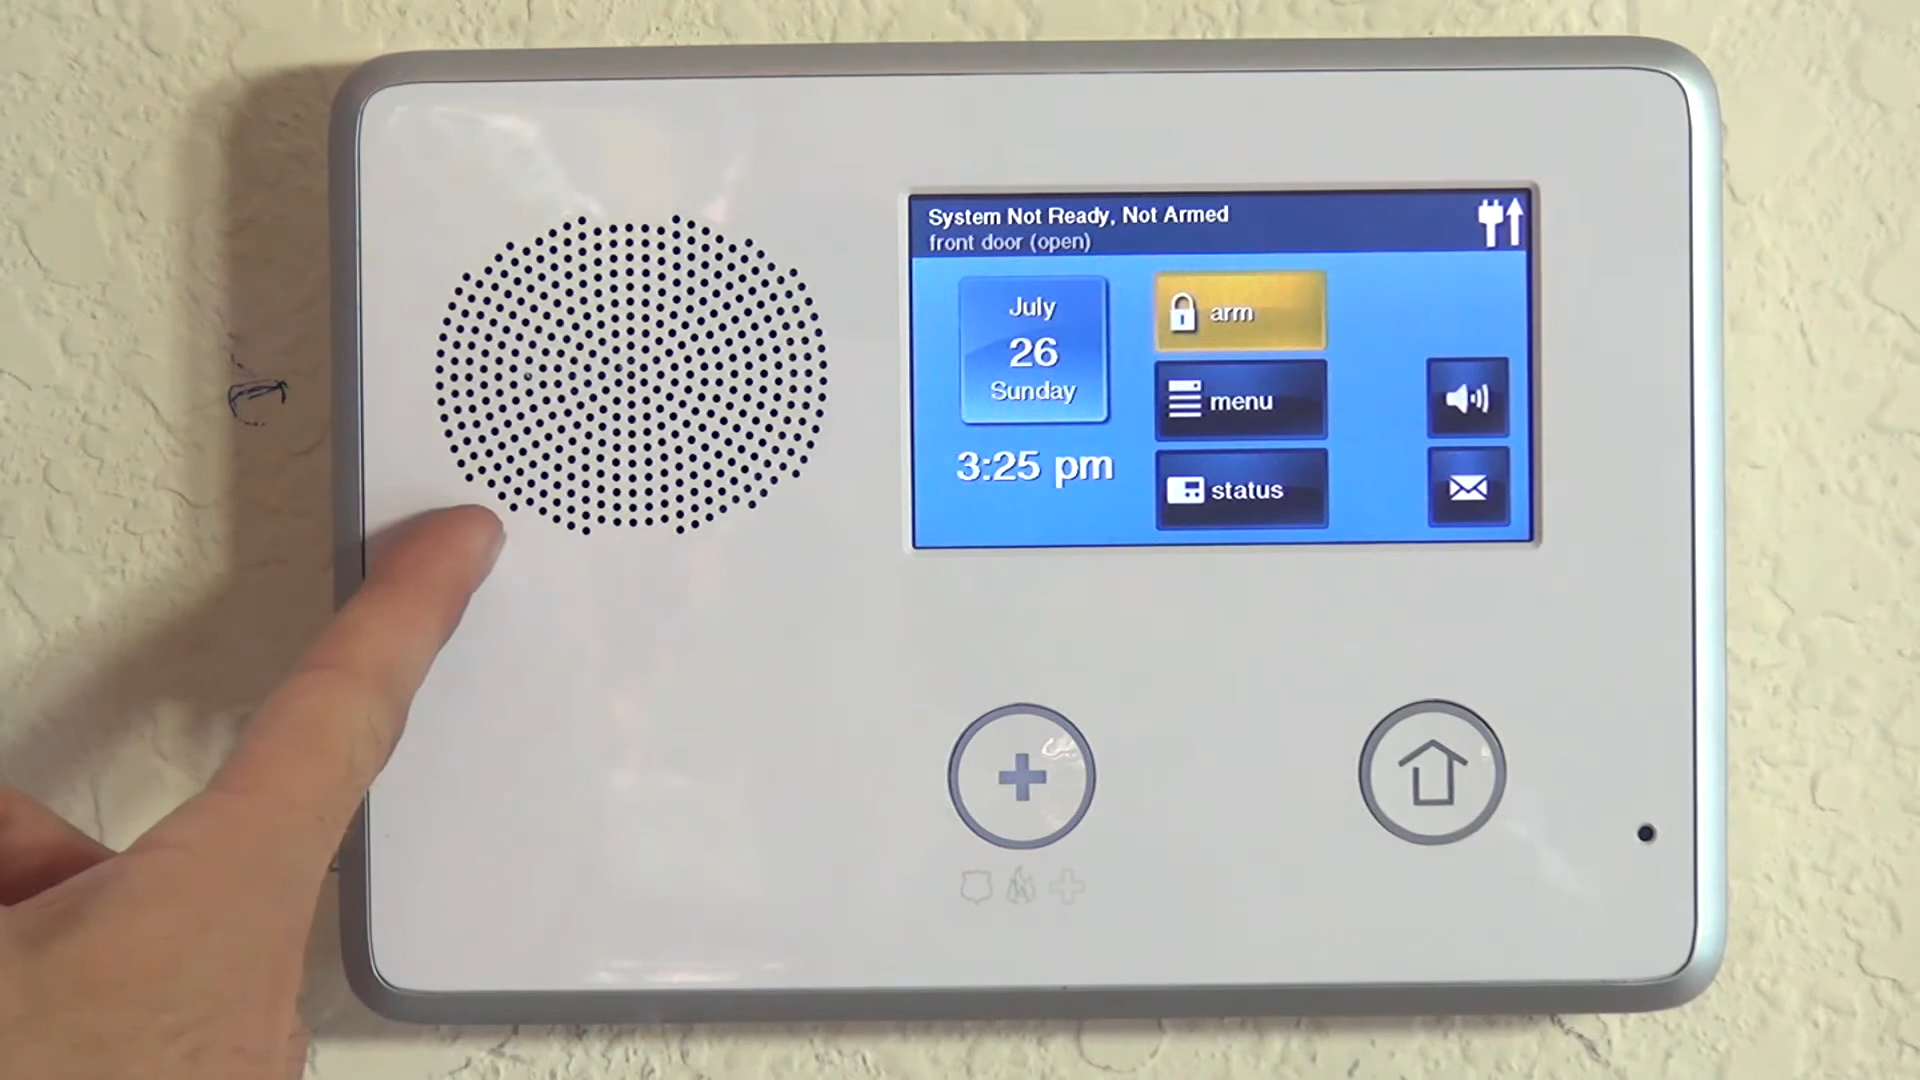 System Not Ready, Not Armed
front door (open)
July
26
Sunday
3:25 pm
arm
menu
status